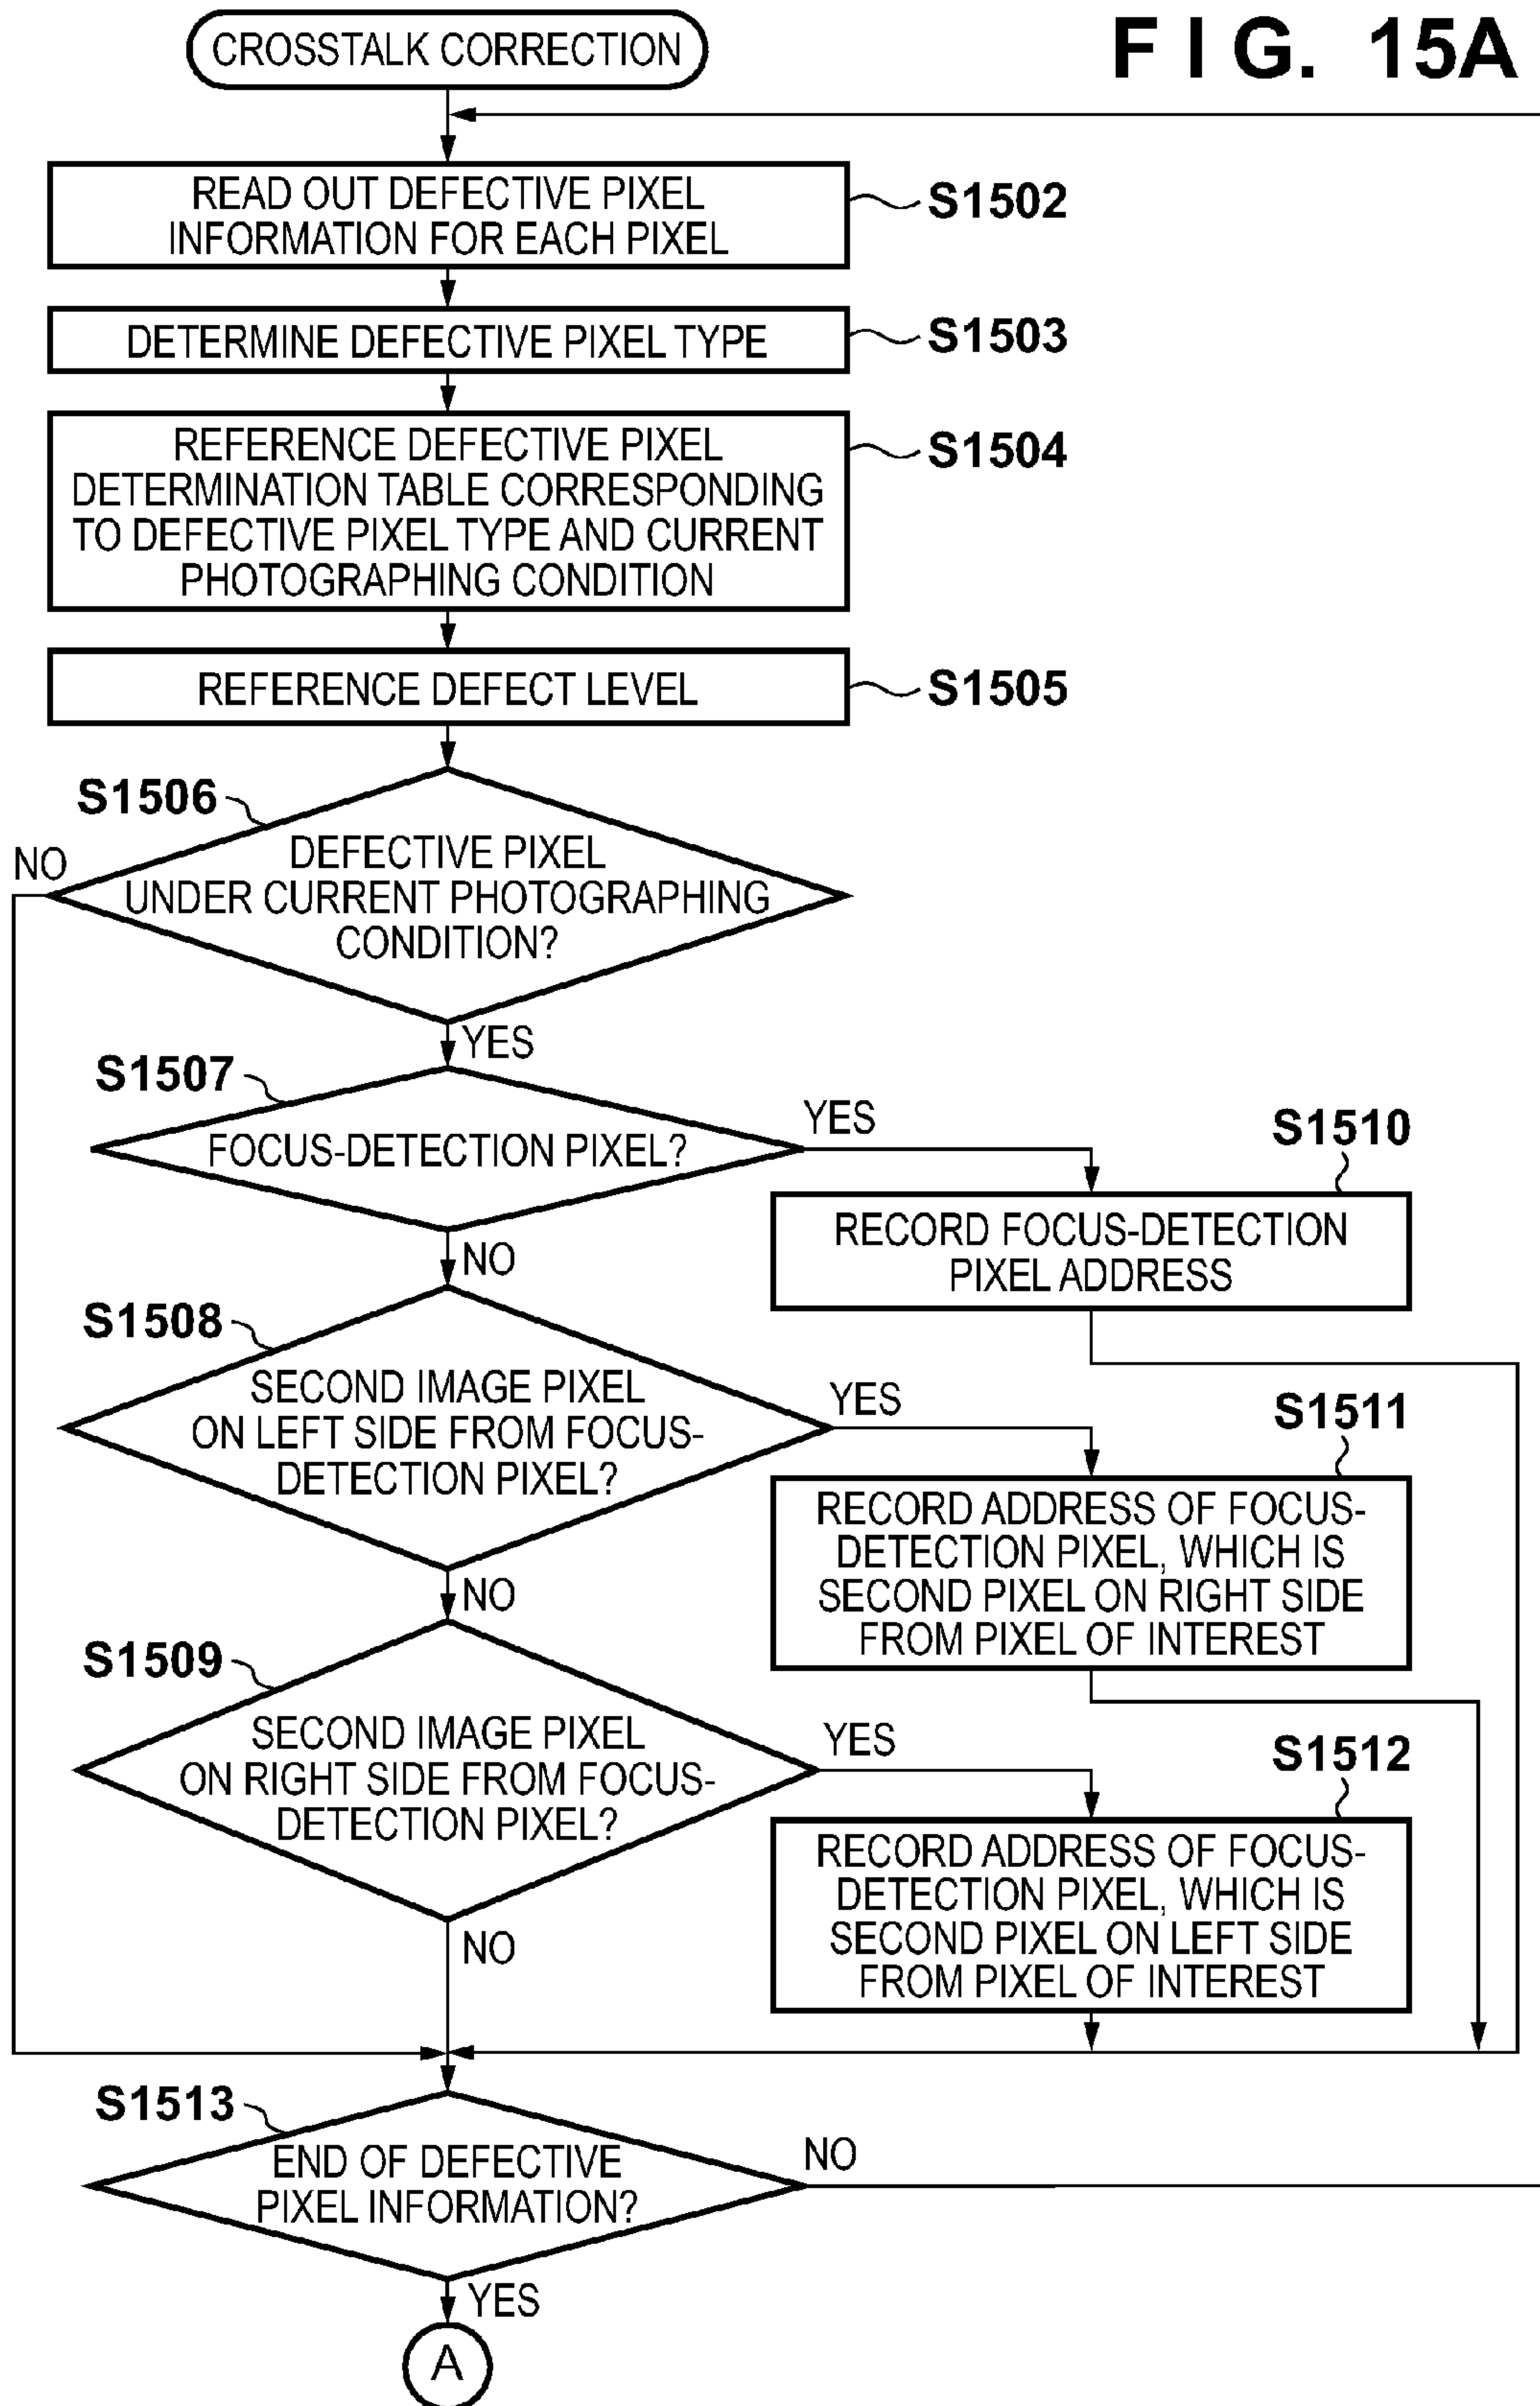 FIG. 15A
CROSSTALK CORRECTION
READ OUT DEFECTIVE PIXEL
INFORMATION FOR EACH PIXEL
S1502
DETERMINE DEFECTIVE PIXEL TYPE
S1503
REFERENCE DEFECTIVE PIXEL
DETERMINATION TABLE CORRESPONDING
TO DEFECTIVE PIXEL TYPE AND CURRENT
PHOTOGRAPHING CONDITION
S1504
REFERENCE DEFECT LEVEL
S1505
S1506
NO
DEFECTIVE PIXEL
UNDER CURRENT PHOTOGRAPHING
CONDITION?
YES
S1507
FOCUS-DETECTION PIXEL?
YES
S1510
RECORD FOCUS-DETECTION
PIXEL ADDRESS
NO
S1508
SECOND IMAGE PIXEL
ON LEFT SIDE FROM FOCUS-
DETECTION PIXEL?
YES
S1511
RECORD ADDRESS OF FOCUS-
DETECTION PIXEL, WHICH IS
SECOND PIXEL ON RIGHT SIDE
FROM PIXEL OF INTEREST
NO
S1509
SECOND IMAGE PIXEL
ON RIGHT SIDE FROM FOCUS-
DETECTION PIXEL?
YES
S1512
RECORD ADDRESS OF FOCUS-
DETECTION PIXEL, WHICH IS
SECOND PIXEL ON LEFT SIDE
FROM PIXEL OF INTEREST
NO
S1513
END OF DEFECTIVE
PIXEL INFORMATION?
NO
YES
A